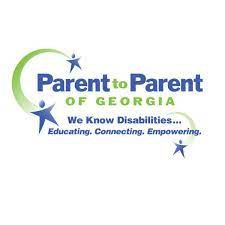 Parent to Parent
OF GEORGIA
We Know Disabilities...
Educating. Connecting. Empowering.